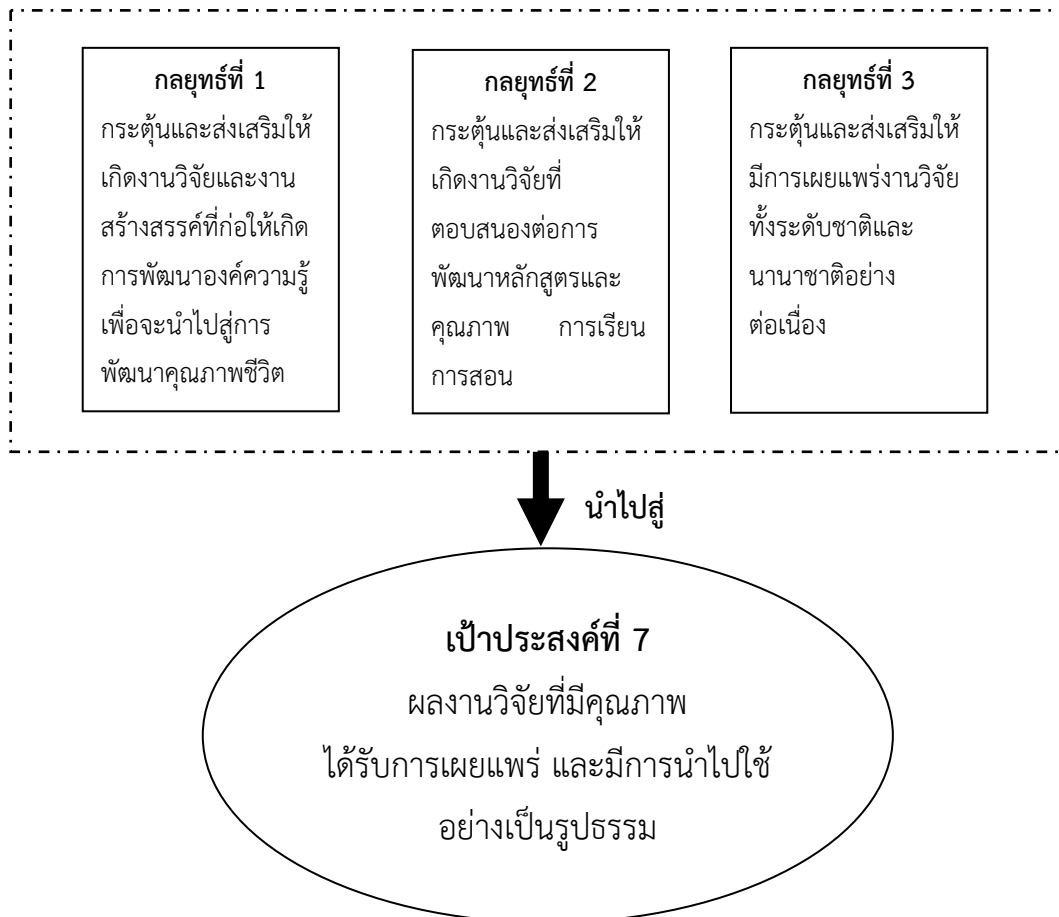 กลยุทธ์ที่ 1
กระตุ้นและส่งเสริมให้
เกิดงานวิจัยและงาน
สร้างสรรค์ที่ก่อให้เกิด
การพัฒนาองค์ความรู้
เพื่อจะนำไปสู่การ
พัฒนาคุณภาพชีวิต
กลยุทธ์ที่ 2
กระตุ้นและส่งเสริมให้
เกิดงานวิจัยที่
ตอบสนองต่อการ
พัฒนาหลักสูตรและ
คุณภาพ การเรียน
การสอน
กลยุทธ์ที่ 3
กระตุ้นและส่งเสริมให้
มีการเผยแพร่งานวิจัย
ทั้งระดับชาติและ
นานาชาติอย่าง
ต่อเนื่อง
นำไปสู่
เป้าประสงค์ที่ 7
ผลงานวิจัยที่มีคุณภาพ
ได้รับการเผยแพร่ และมีการนำไปใช้
อย่างเป็นรูปธรรม